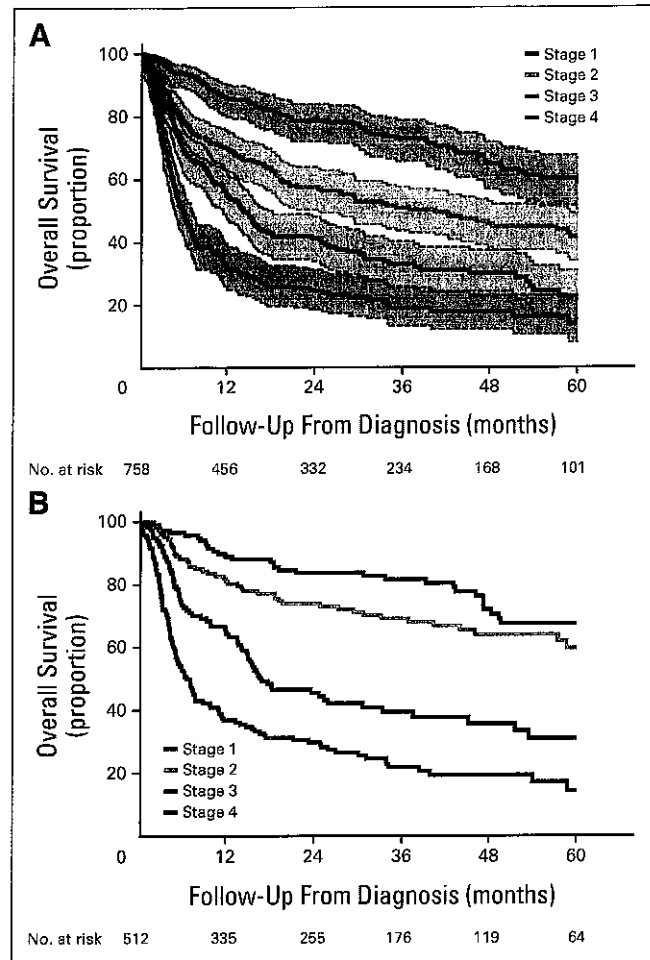 A
100
80
60
40
20
0
Overall Survival
(proportion)
Stage 1
Stage 2
Stage 3
Stage 4
12 24 36 48 60
Follow-Up From Diagnosis (months)
No. at risk 758 456 332 234 168 101
B
100
80
60
40
20
0
Overall Survival
(proportion)
Stage 1
Stage 2
Stage 3
Stage 4
12 24 36 48 60
Follow-Up From Diagnosis (months)
No. at risk 512 335 255 176 119 64